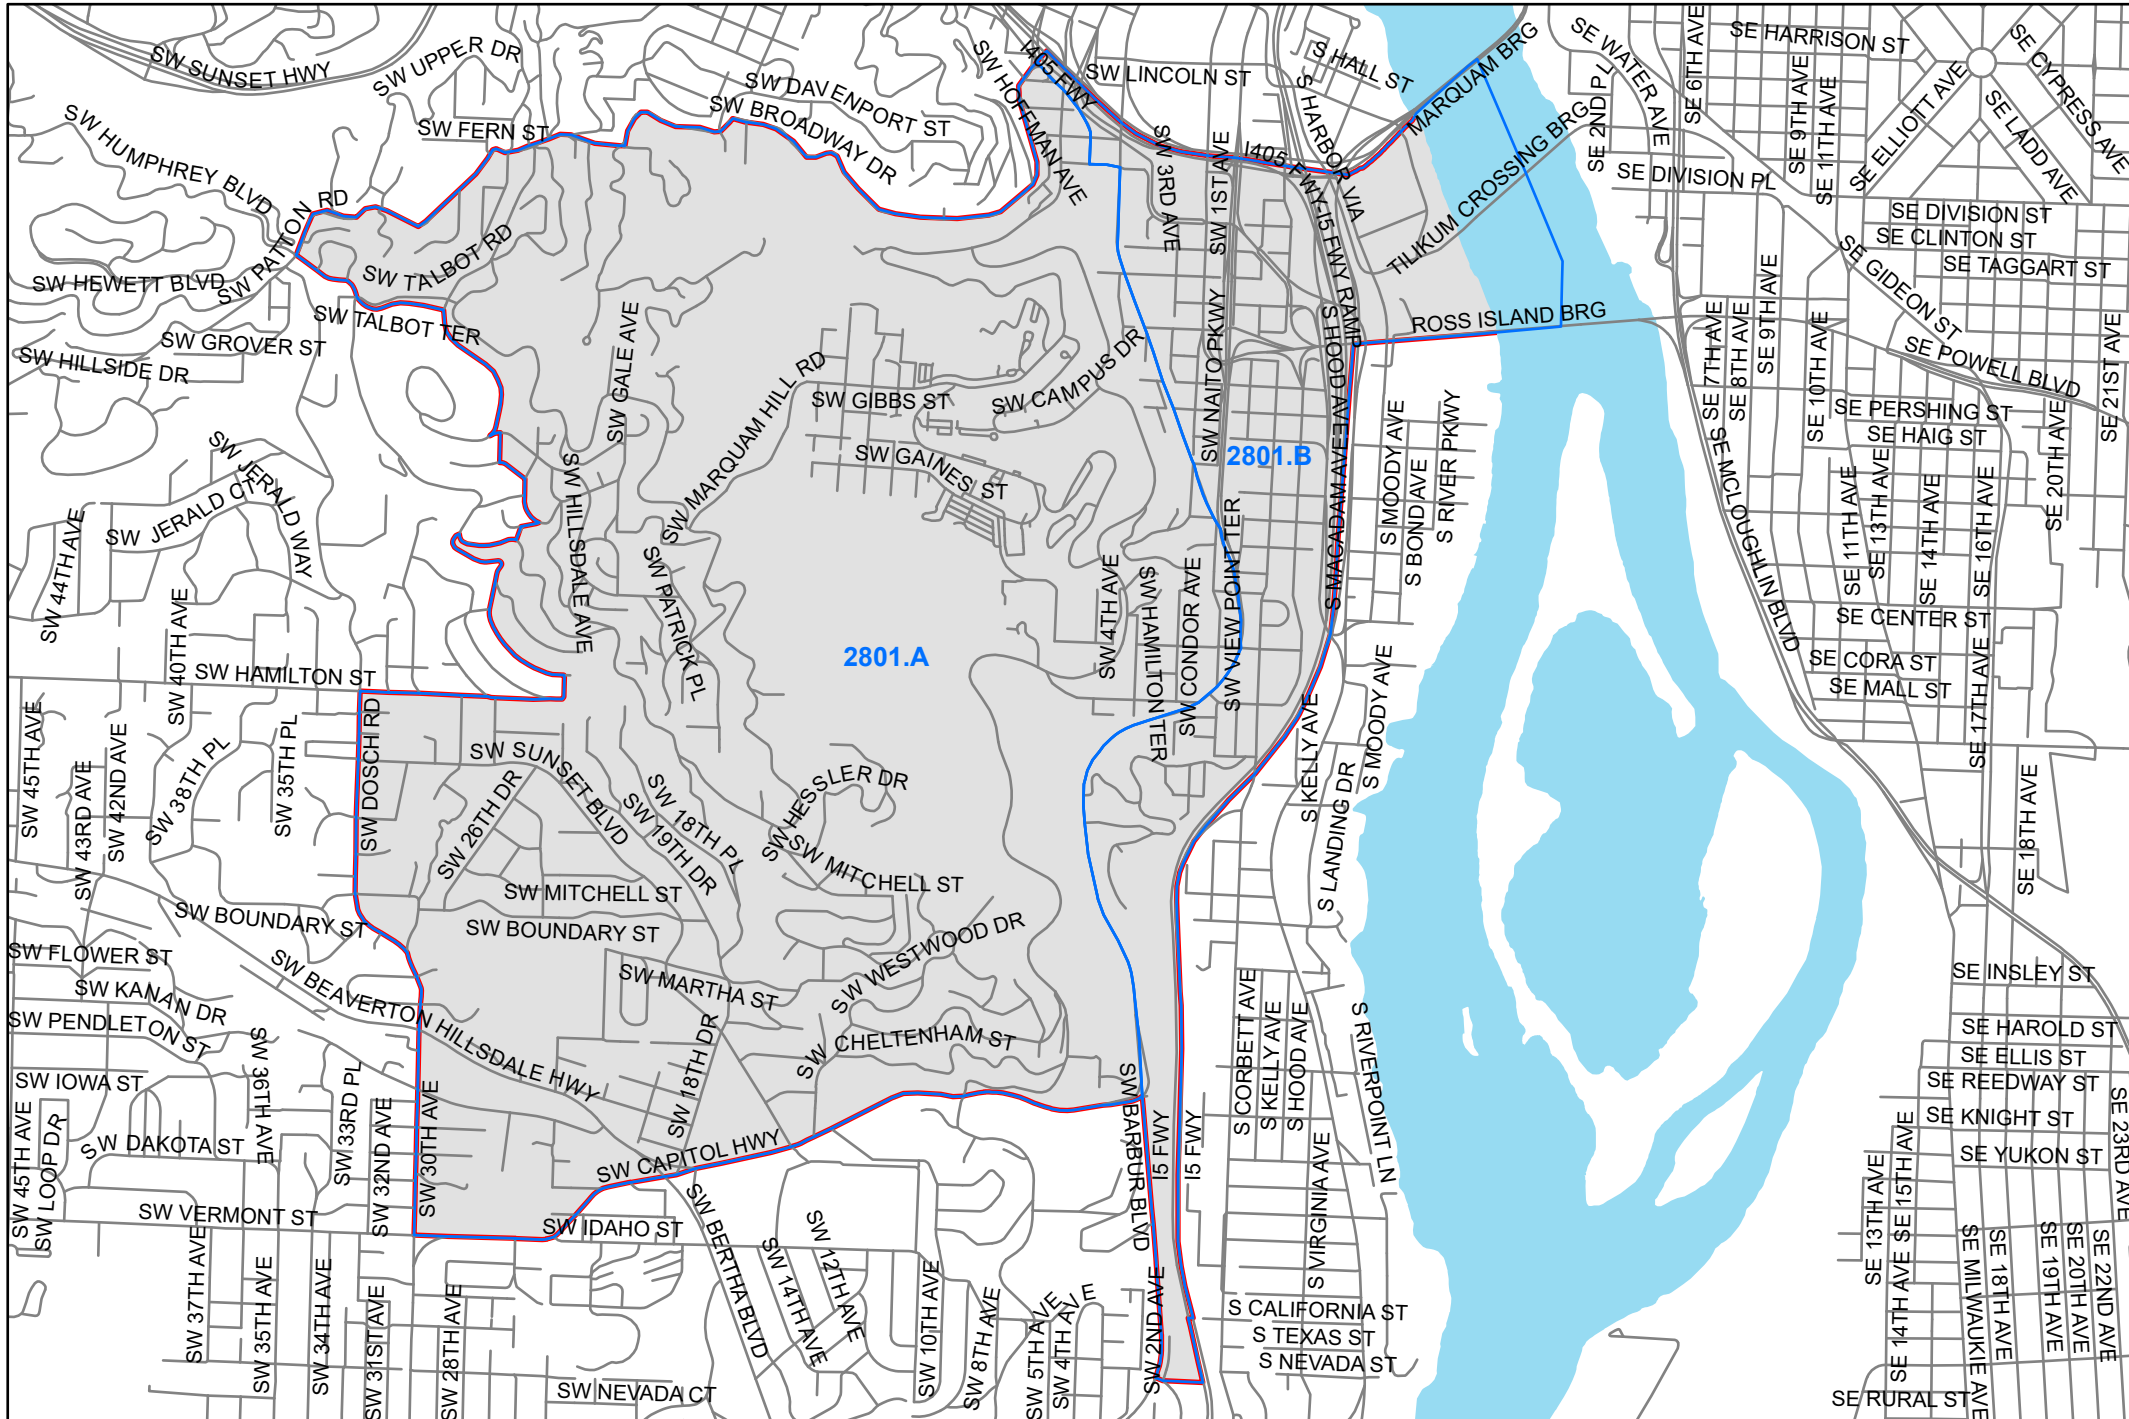 SW SUNSET HWY
SW UPPER DR
SW HUMPHREY BLVD
SW FERN ST
SW DAVENPORT ST
SW BROADWAY DR
SW HOFFMAN AVE
I405 FWY
SW LINCOLN ST
S HALL ST
S HARBOR VIA
MARQUAM BRG
SE WATER AVE
SE 2ND PL
SE 6TH AVE
SE HARRISON ST
SE 9TH AVE
SE 11TH AVE
SE ELLIOTT AVE
SE CYPRESS AVE
SE LADD AVE
SW PATTON RD
SW TALBOT RD
SW HEWETT BLVD
SW TALBOT TER
SW GROVER ST
SW HILLSIDE DR
SW 3RD AVE
SW 1ST AVE
I405 FWY-I5 FWY RAMP
TILIKUM CROSSING BRG
SE DIVISION PL
SE DIVISION ST
SE CLINTON ST
SE TAGGART ST
SE GIDEON ST
ROSS ISLAND BRG
SE POWELL BLVD
SE 7TH AVE
SE 8TH AVE
SE 9TH AVE
SE 10TH AVE
SE 21ST AVE
SW GALE AVE
SW MARQUAM HILL RD
SW GIBBS ST
SW CAMPUS DR
SW GAINES ST
SW NAITO PKWY
S HOOD AVE
2801.B
S MACADAM AVE
S MOODY AVE
S BOND AVE
S RIVER PKWY
SE PERSHING ST
SE HAIG ST
SE 11TH AVE
SE 13TH AVE
SE 14TH AVE
SE 16TH AVE
SE 20TH AVE
SE MCLOUGHLIN BLVD
SE CENTER ST
SE CORA ST
SE MALL ST
SE 17TH AVE
SE 18TH AVE
SW JERALD CT
SW JERALD WAY
SW 44TH AVE
SW 40TH AVE
SW HAMILTON ST
SW HILLSDALE AVE
SW PATRICK PL
2801.A
SW 4TH AVE
SW HAMILTON TER
SW CONDOR AVE
SW VIEW POINT TER
S KELLY AVE
S MOODY AVE
S LANDING DR
SW 45TH AVE
SW 43RD AVE
SW 42ND AVE
SW 38TH PL
SW 35TH PL
SW DOSCH RD
SW SUNSET BLVD
SW 26TH DR
SW 18TH PL
SW 19TH DR
SW HESSLER DR
SW MITCHELL ST
SW MITCHELL ST
SW BOUNDARY ST
SW BOUNDARY ST
SW FLOWER ST
SW KANAN DR
SW PENDLETON ST
SW BEAVERTON HILLSDALE HWY
SW MARTHA ST
SW WESTWOOD DR
SW CHELTENHAM ST
SW 18TH DR
SW IOWA ST
SW 36TH AVE
SW 33RD PL
SW 32ND AVE
SW 30TH AVE
SW 45TH AVE
SW LOOP DR
SW DAKOTA ST
SW VERMONT ST
SW CAPITOL HWY
SW IDAHO ST
SW BERTHA BLVD
SW 37TH AVE
SW 35TH AVE
SW 34TH AVE
SW 31ST AVE
SW 28TH AVE
SW NEVADA CT
SW 14TH AVE
SW 12TH AVE
SW 10TH AVE
SW 8TH AVE
SW 5TH AVE
SW 4TH AVE
SW 2ND AVE
SW BARBUR BLVD
I5 FWY
I5 FWY
S CORBETT AVE
S KELLY AVE
S HOOD AVE
S RIVERPOINT LN
S VIRGINIA AVE
S CALIFORNIA ST
S TEXAS ST
S NEVADA ST
SE INSLEY ST
SE HAROLD ST
SE ELLIS ST
SE REEDWAY ST
SE KNIGHT ST
SE YUKON ST
SE 23RD AVE
SE 13TH AVE
SE 15TH AVE
SE 14TH AVE
SE MILWAUKIE AVE
SE 18TH AVE
SE 19TH AVE
SE 20TH AVE
SE 22ND AVE
SE RURAL ST